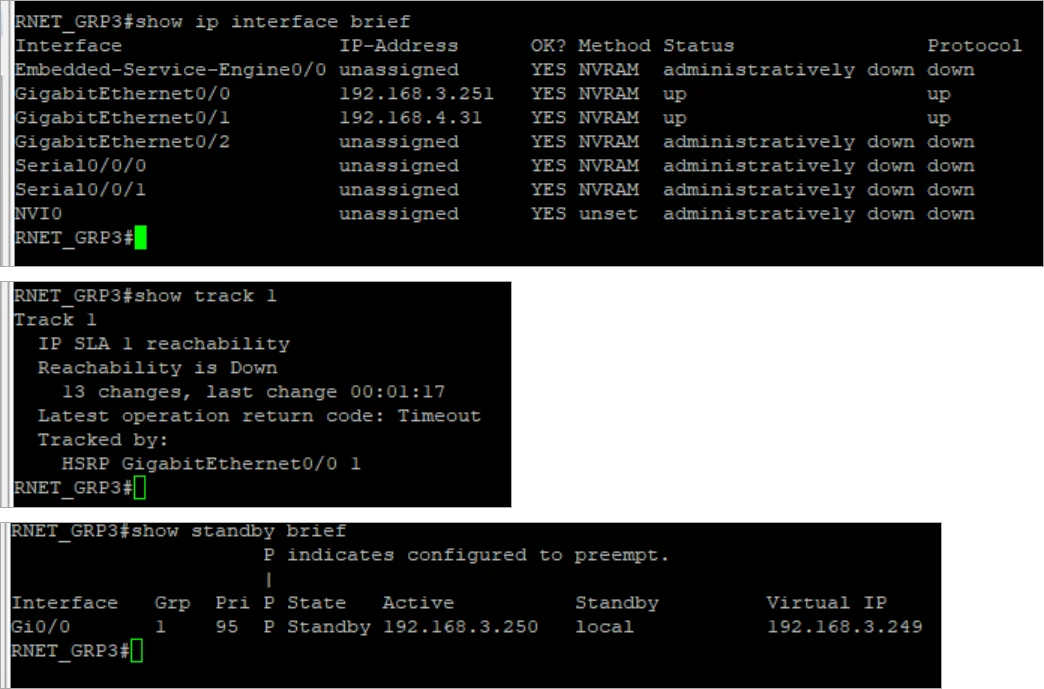 RNET_GRP3#show ip interface brief
Interface                  IP-Address      OK? Method Status                Protocol
Embedded-Service-Engine0/0 unassigned      YES NVRAM  administratively down down
GigabitEthernet0/0         192.168.3.251   YES NVRAM  up                    up
GigabitEthernet0/1         192.168.4.31    YES NVRAM  up                    up
GigabitEthernet0/2         unassigned      YES NVRAM  administratively down down
Serial0/0/0                unassigned      YES NVRAM  administratively down down
Serial0/0/1                unassigned      YES NVRAM  administratively down down
NVI0                       unassigned      YES unset  administratively down down
RNET_GRP3#
RNET_GRP3#show track 1
Track 1
  IP SLA 1 reachability
  Reachability is Down
    13 changes, last change 00:01:17
  Latest operation return code: Timeout
  Tracked by:
    HSRP GigabitEthernet0/0 1
RNET_GRP3#
RNET_GRP3#show standby brief
                     P indicates configured to preempt.
                     |
Interface   Grp  Pri P State   Active          Standby         Virtual IP
Gi0/0       1    95  P Standby 192.168.3.250   local           192.168.3.249
RNET_GRP3#